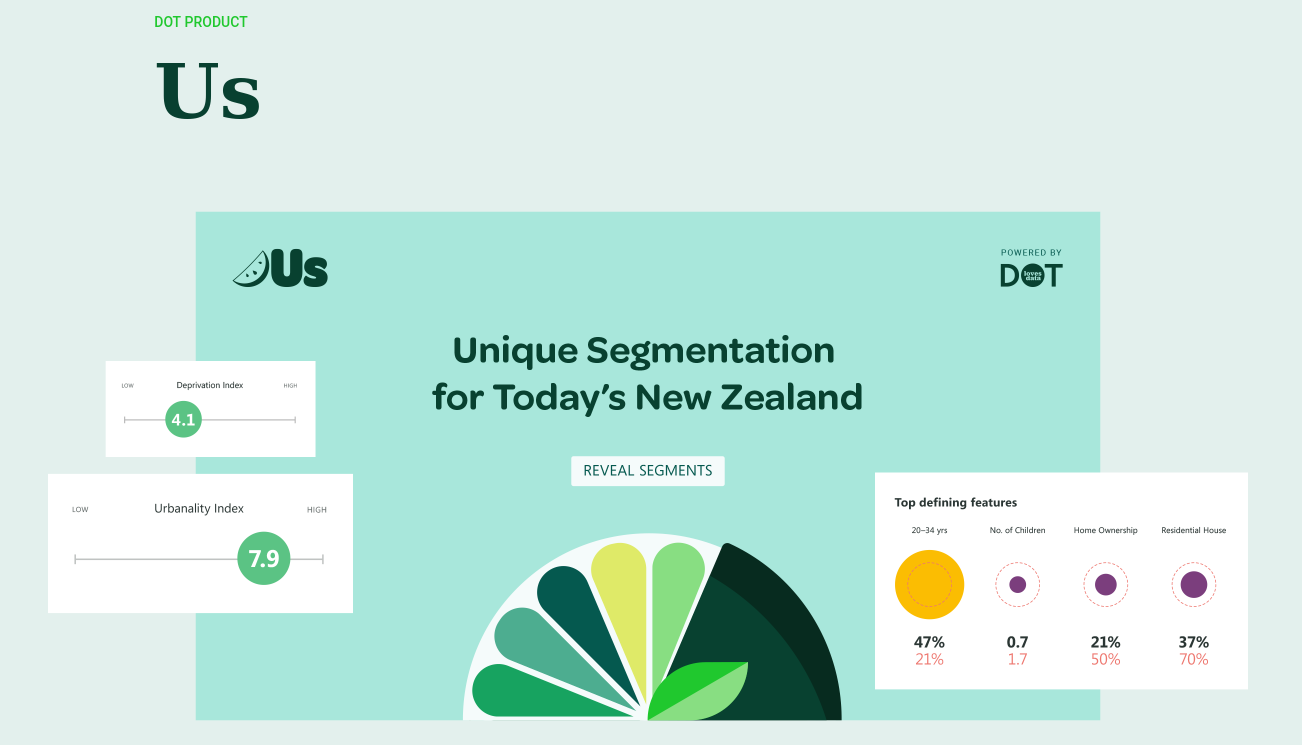 DOT PRODUCT
Us
Us
POWERED BY
DOT
loves
data
Unique Segmentation
for Today’s New Zealand
REVEAL SEGMENTS
LOW Deprivation Index HIGH
4.1
LOW Urbanality Index HIGH
7.9
Top defining features
20–34 yrs No. of Children Home Ownership Residential House
47% 0.7 21% 37%
21% 1.7 50% 70%